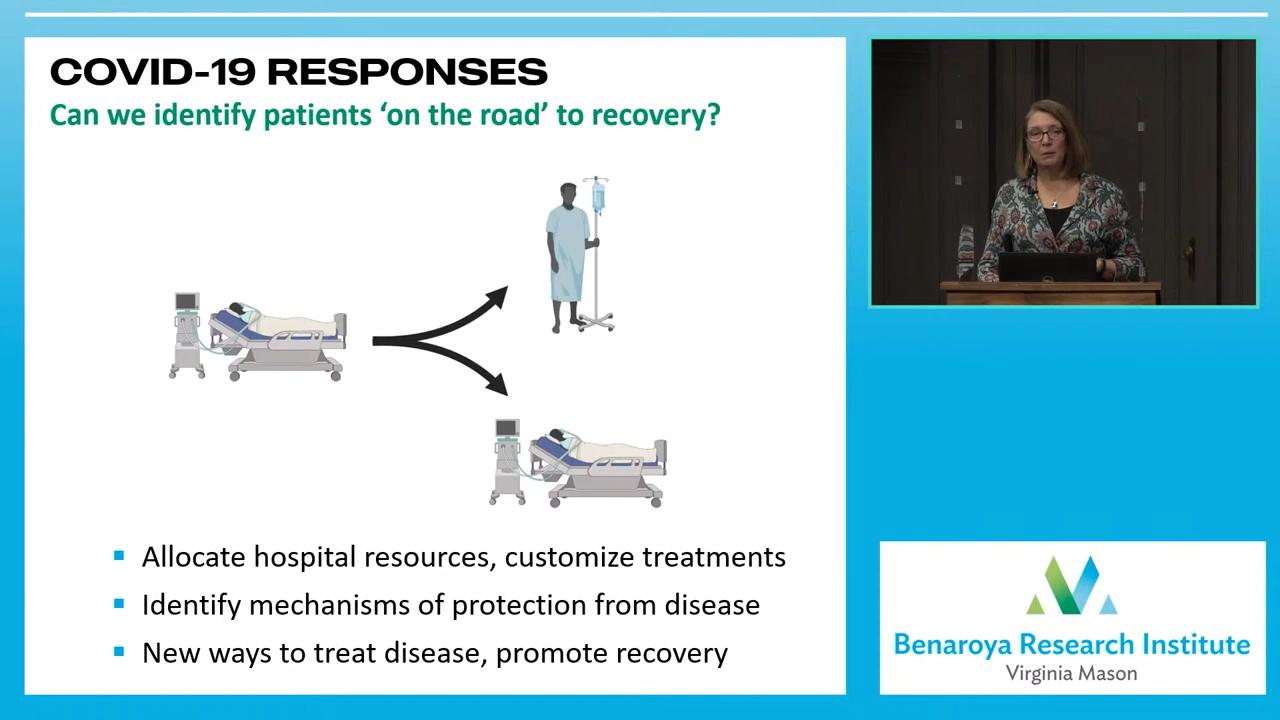 COVID-19 RESPONSES
Can we identify patients ‘on the road’ to recovery?
▪ Allocate hospital resources, customize treatments
▪ Identify mechanisms of protection from disease
▪ New ways to treat disease, promote recovery
Benaroya Research Institute
Virginia Mason